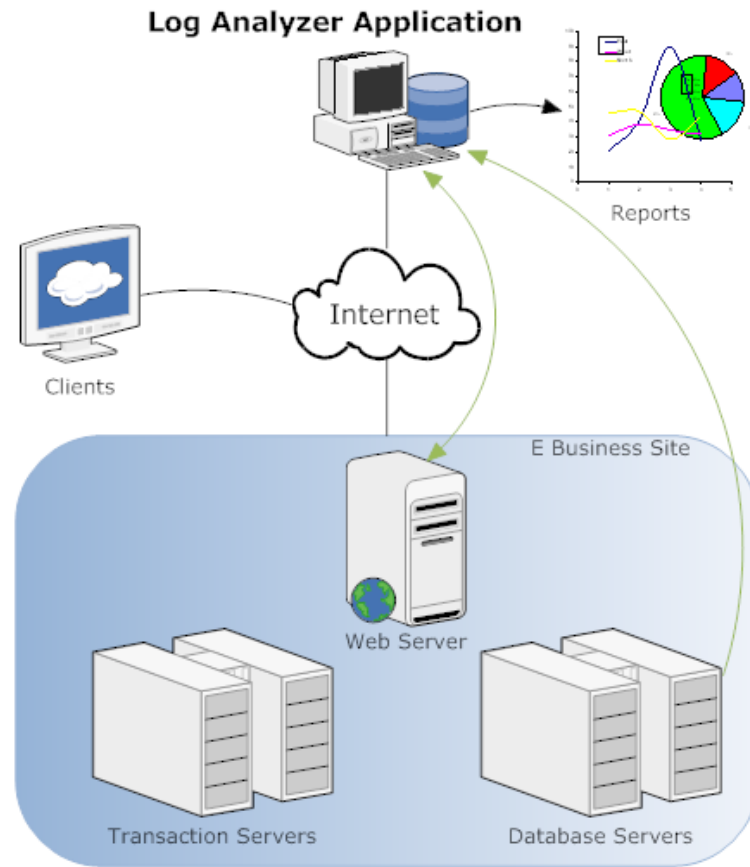 Log Analyzer Application
Reports
Internet
Clients
E Business Site
Web Server
Transaction Servers
Database Servers